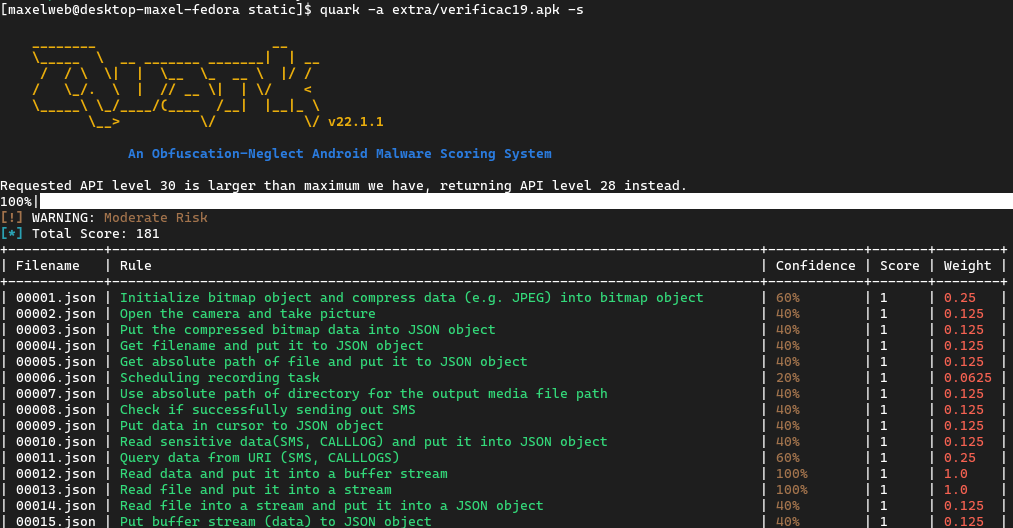 [maxelweb@desktop-maxel-fedora static]$ quark -a extra/verificac19.apk -s
Quark
v22.1.1
An Obfuscation-Neglect Android Malware Scoring System
Requested API level 30 is larger than maximum we have, returning API level 28 instead.
100%|
[!] WARNING: Moderate Risk
[*] Total Score: 181
| Filename | Rule | Confidence | Score | Weight |
| 00001.json | Initialize bitmap object and compress data (e.g. JPEG) into bitmap object | 60% | 1 | 0.25 |
| 00002.json | Open the camera and take picture | 40% | 1 | 0.125 |
| 00003.json | Put the compressed bitmap data into JSON object | 40% | 1 | 0.125 |
| 00004.json | Get filename and put it to JSON object | 40% | 1 | 0.125 |
| 00005.json | Get absolute path of file and put it to JSON object | 40% | 1 | 0.125 |
| 00006.json | Scheduling recording task | 20% | 1 | 0.0625 |
| 00007.json | Use absolute path of directory for the output media file path | 40% | 1 | 0.125 |
| 00008.json | Check if successfully sending out SMS | 40% | 1 | 0.125 |
| 00009.json | Put data in cursor to JSON object | 40% | 1 | 0.125 |
| 00010.json | Read sensitive data(SMS, CALLLOG) and put it into JSON object | 40% | 1 | 0.125 |
| 00011.json | Query data from URI (SMS, CALLLOGS) | 60% | 1 | 0.25 |
| 00012.json | Read data and put it into a buffer stream | 100% | 1 | 1.0 |
| 00013.json | Read file and put it into a stream | 100% | 1 | 1.0 |
| 00014.json | Read file into a stream and put it into a JSON object | 40% | 1 | 0.125 |
| 00015.json | Put buffer stream (data) to JSON object | 40% | 1 | 0.125 |